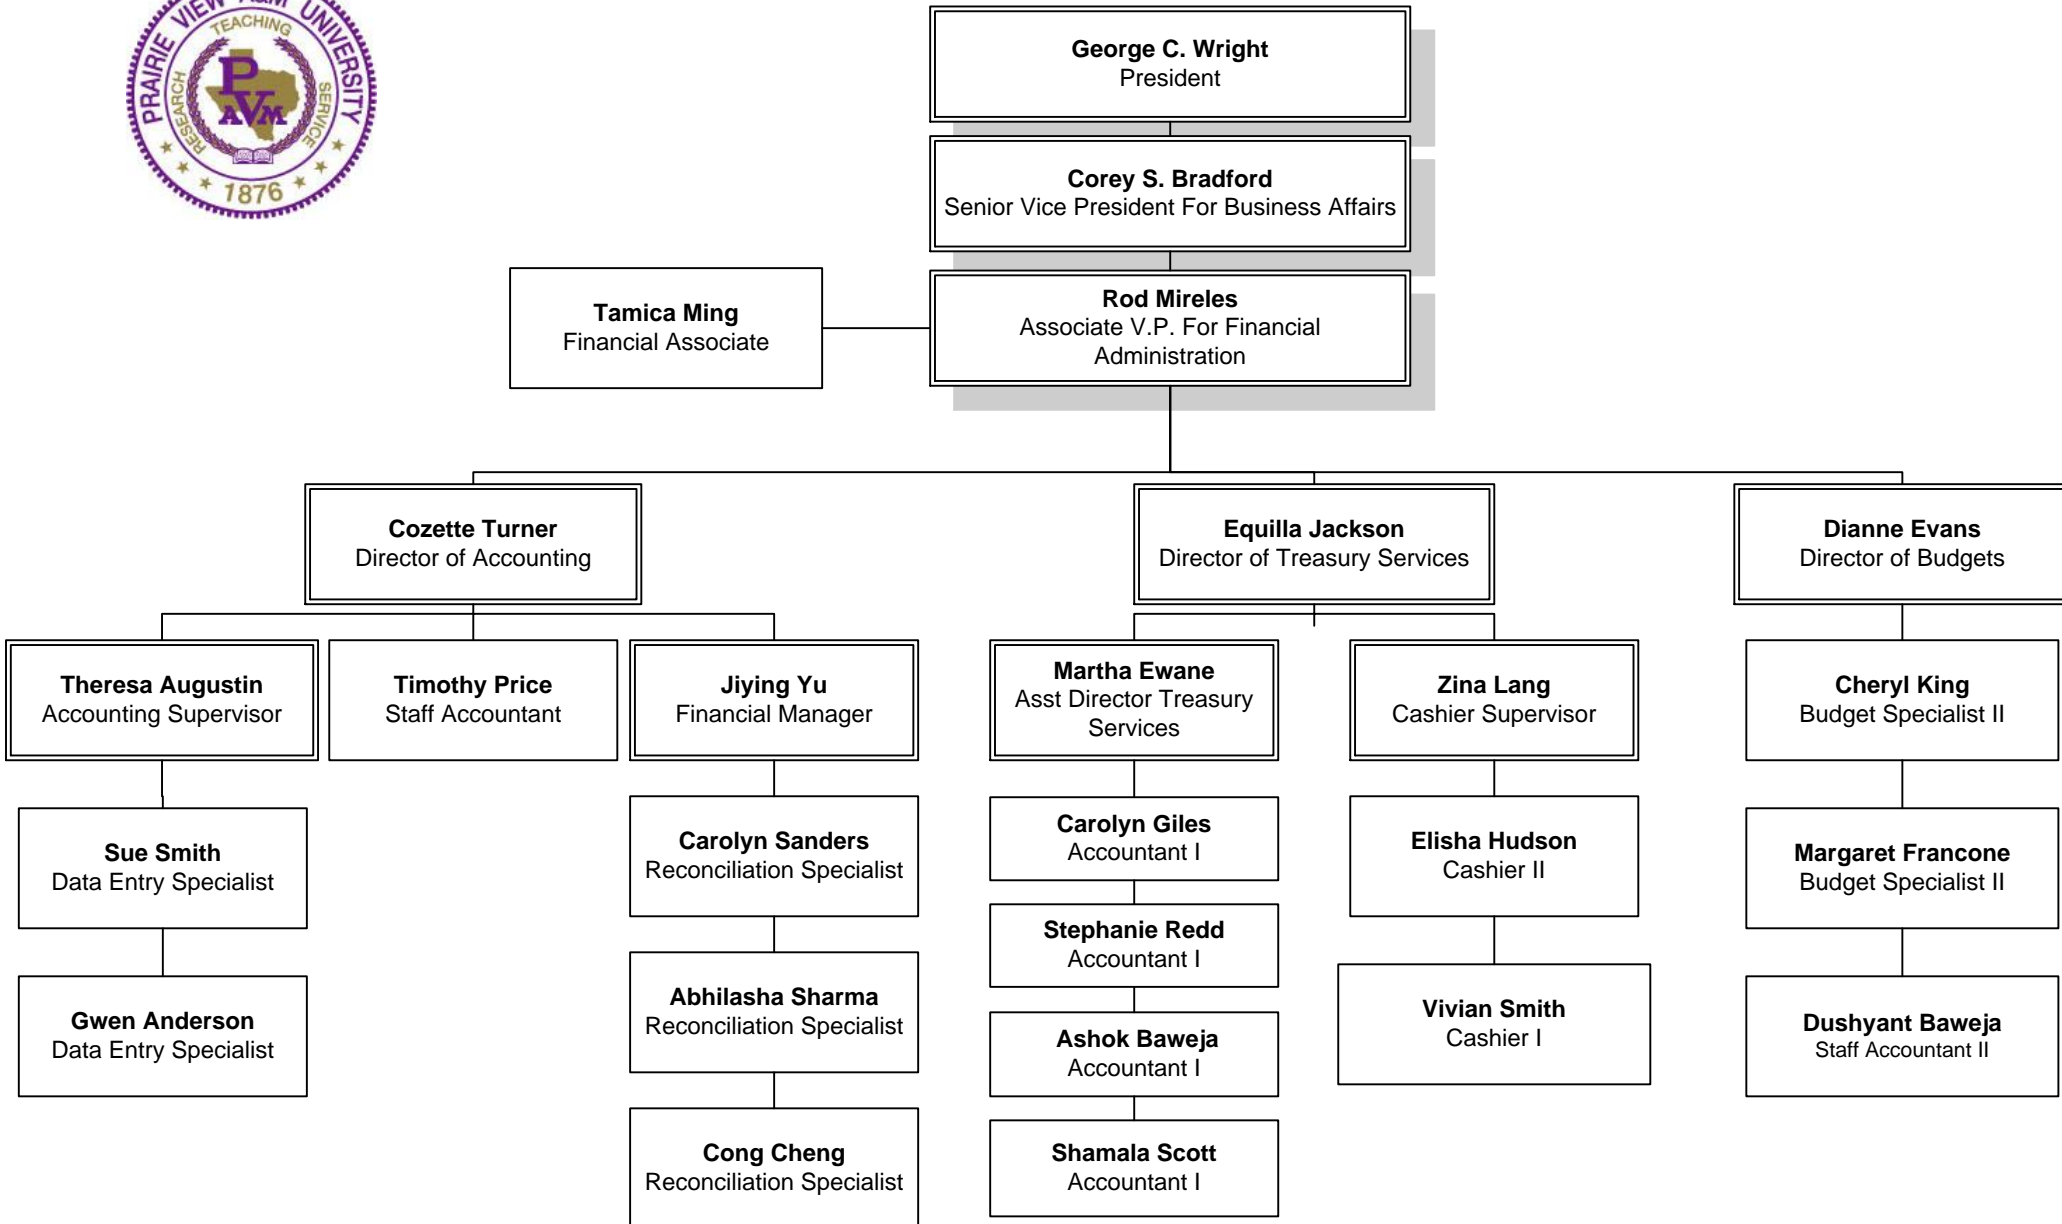 PRAIRIE VIEW A&M UNIVERSITY
TEACHING
RESEARCH
SERVICE
P
AVM
1876
George C. Wright
President
Corey S. Bradford
Senior Vice President For Business Affairs
Tamica Ming
Financial Associate
Rod Mireles
Associate V.P. For Financial
Administration
Cozette Turner
Director of Accounting
Equilla Jackson
Director of Treasury Services
Dianne Evans
Director of Budgets
Theresa Augustin
Accounting Supervisor
Timothy Price
Staff Accountant
Jiying Yu
Financial Manager
Martha Ewane
Asst Director Treasury
Services
Zina Lang
Cashier Supervisor
Cheryl King
Budget Specialist II
Sue Smith
Data Entry Specialist
Carolyn Sanders
Reconciliation Specialist
Carolyn Giles
Accountant I
Elisha Hudson
Cashier II
Margaret Francone
Budget Specialist II
Stephanie Redd
Accountant I
Gwen Anderson
Data Entry Specialist
Abhilasha Sharma
Reconciliation Specialist
Ashok Baweja
Accountant I
Vivian Smith
Cashier I
Dushyant Baweja
Staff Accountant II
Cong Cheng
Reconciliation Specialist
Shamala Scott
Accountant I